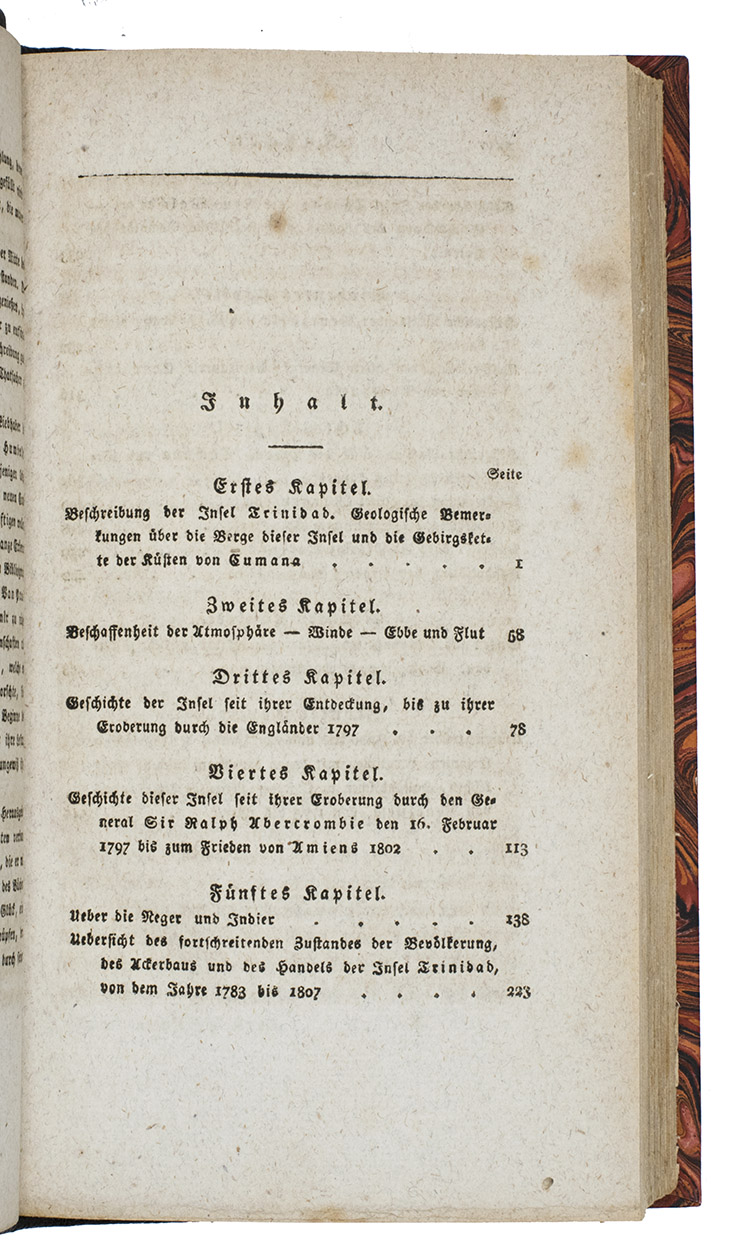 Inhalt.
Seite
Erstes Kapitel.
Beschreibung der Insel Trinidad. Geologische Bemer-
kungen über die Berge dieser Insel und die Gebirgsket-
te der Küsten von Cumana . . . . . 1
Zweites Kapitel.
Beschaffenheit der Atmosphäre — Winde — Ebbe und Flut 58
Drittes Kapitel.
Geschichte der Insel seit ihrer Entdeckung, bis zu ihrer
Eroberung durch die Engländer 1797 . . . 78
Viertes Kapitel.
Geschichte dieser Insel seit ihrer Eroberung durch den Ge-
neral Sir Ralph Abercrombie den 16. Februar
1797 bis zum Frieden von Amiens 1802 . . 113
Fünftes Kapitel.
Ueber die Neger und Indier . . . . . 138
Uebersicht des fortschreitenden Zustandes der Bevölkerung,
des Ackerbaus und des Handels der Insel Trinidad,
von dem Jahre 1783 bis 1807 . . . . 223